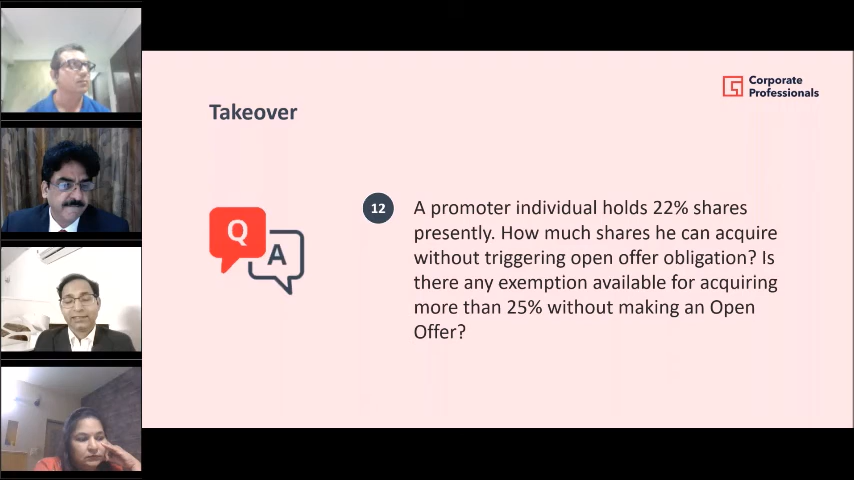 Corporate
Professionals
Takeover
Q
A
12
A promoter individual holds 22% shares
presently. How much shares he can acquire
without triggering open offer obligation? Is
there any exemption available for acquiring
more than 25% without making an Open
Offer?